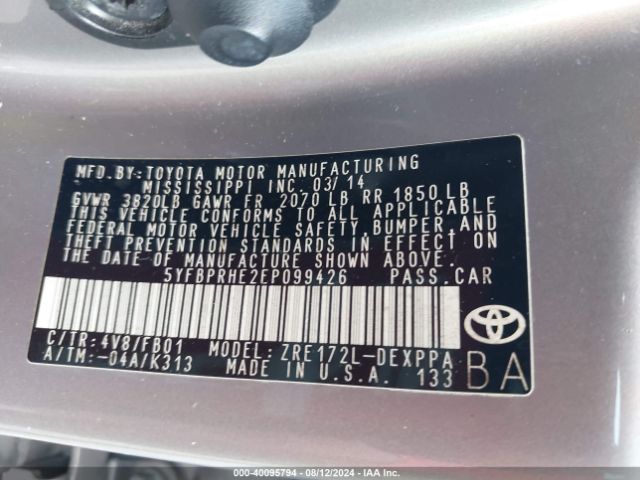 MFD.BY:TOYOTA MOTOR MANUFACTURING
MISSISSIPPI INC. 03/14
GVWR 3820LB GAWR FR 2070 LB RR 1850 LB
THIS VEHICLE CONFORMS TO ALL APPLICABLE
FEDERAL MOTOR VEHICLE SAFETY, BUMPER, AND
THEFT PREVENTION STANDARDS IN EFFECT ON
THE DATE OF MANUFACTURE SHOWN ABOVE.
5YFBPRHE2EP099426 PASS.CAR
C/TR:4V8/FB01 MODEL:ZRE172L-DEXPPA
A/TM:-04A/K313 MADE IN U.S.A. 133 BA
000-40095794 - 08/12/2024 - IAA Inc.